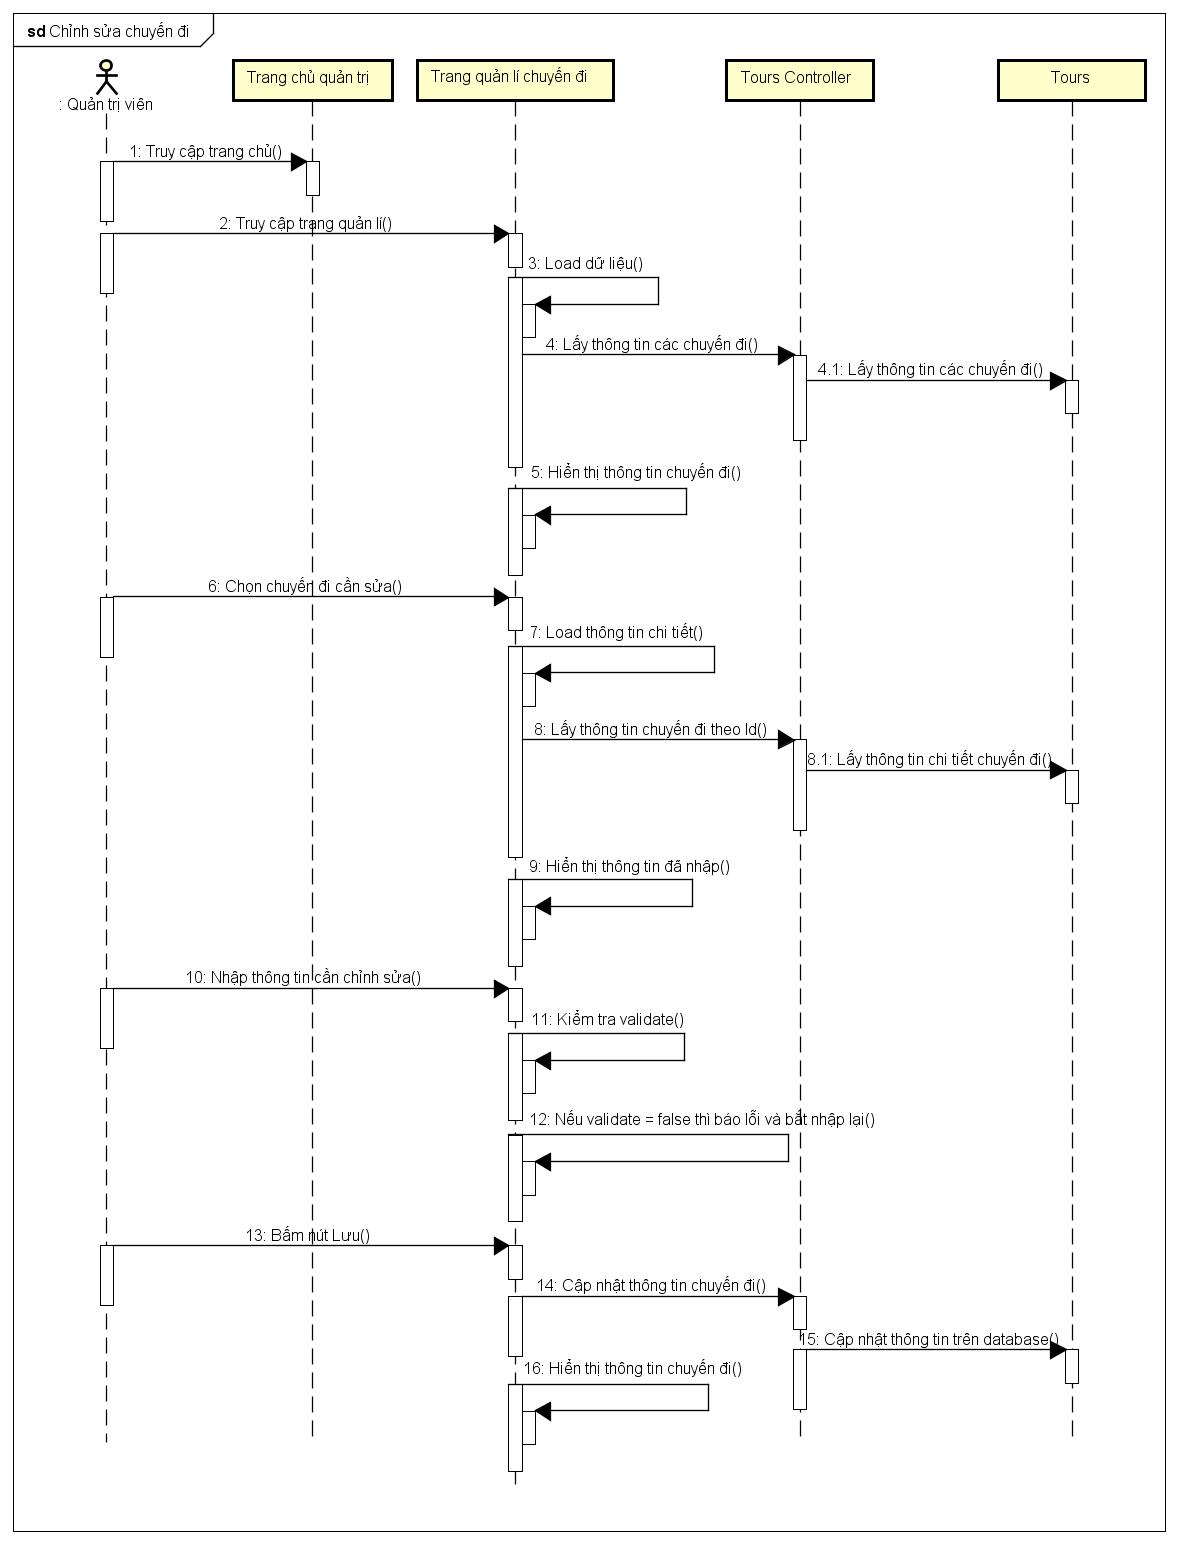 sd Chỉnh sửa chuyến đi
: Quản trị viên
Trang chủ quản trị
Trang quản lí chuyến đi
Tours Controller
Tours
1: Truy cập trang chủ()
2: Truy cập trang quản lí()
3: Load dữ liệu()
4: Lấy thông tin các chuyến đi()
4.1: Lấy thông tin các chuyến đi()
5: Hiển thị thông tin chuyến đi()
6: Chọn chuyến đi cần sửa()
7: Load thông tin chi tiết()
8: Lấy thông tin chuyến đi theo Id()
8.1: Lấy thông tin chi tiết chuyến đi()
9: Hiển thị thông tin đã nhập()
10: Nhập thông tin cần chỉnh sửa()
11: Kiểm tra validate()
12: Nếu validate = false thì báo lỗi và bắt nhập lại()
13: Bấm nút Lưu()
14: Cập nhật thông tin chuyến đi()
15: Cập nhật thông tin trên database()
16: Hiển thị thông tin chuyến đi()